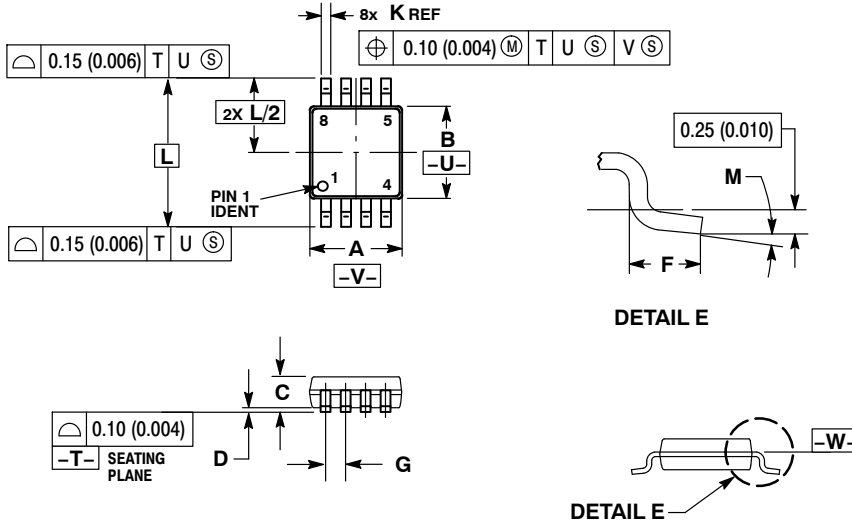 8x K REF
⌖ 0.10 (0.004) Ⓜ T U Ⓢ V Ⓢ
⌓ 0.15 (0.006) T U Ⓢ
2X L/2
L
8 5
B
-U-
1 4
PIN 1
IDENT
⌓ 0.15 (0.006) T U Ⓢ
A
-V-
0.25 (0.010)
M
F
DETAIL E
C
⌓ 0.10 (0.004)
-T- SEATING
PLANE
D
G
-W-
DETAIL E